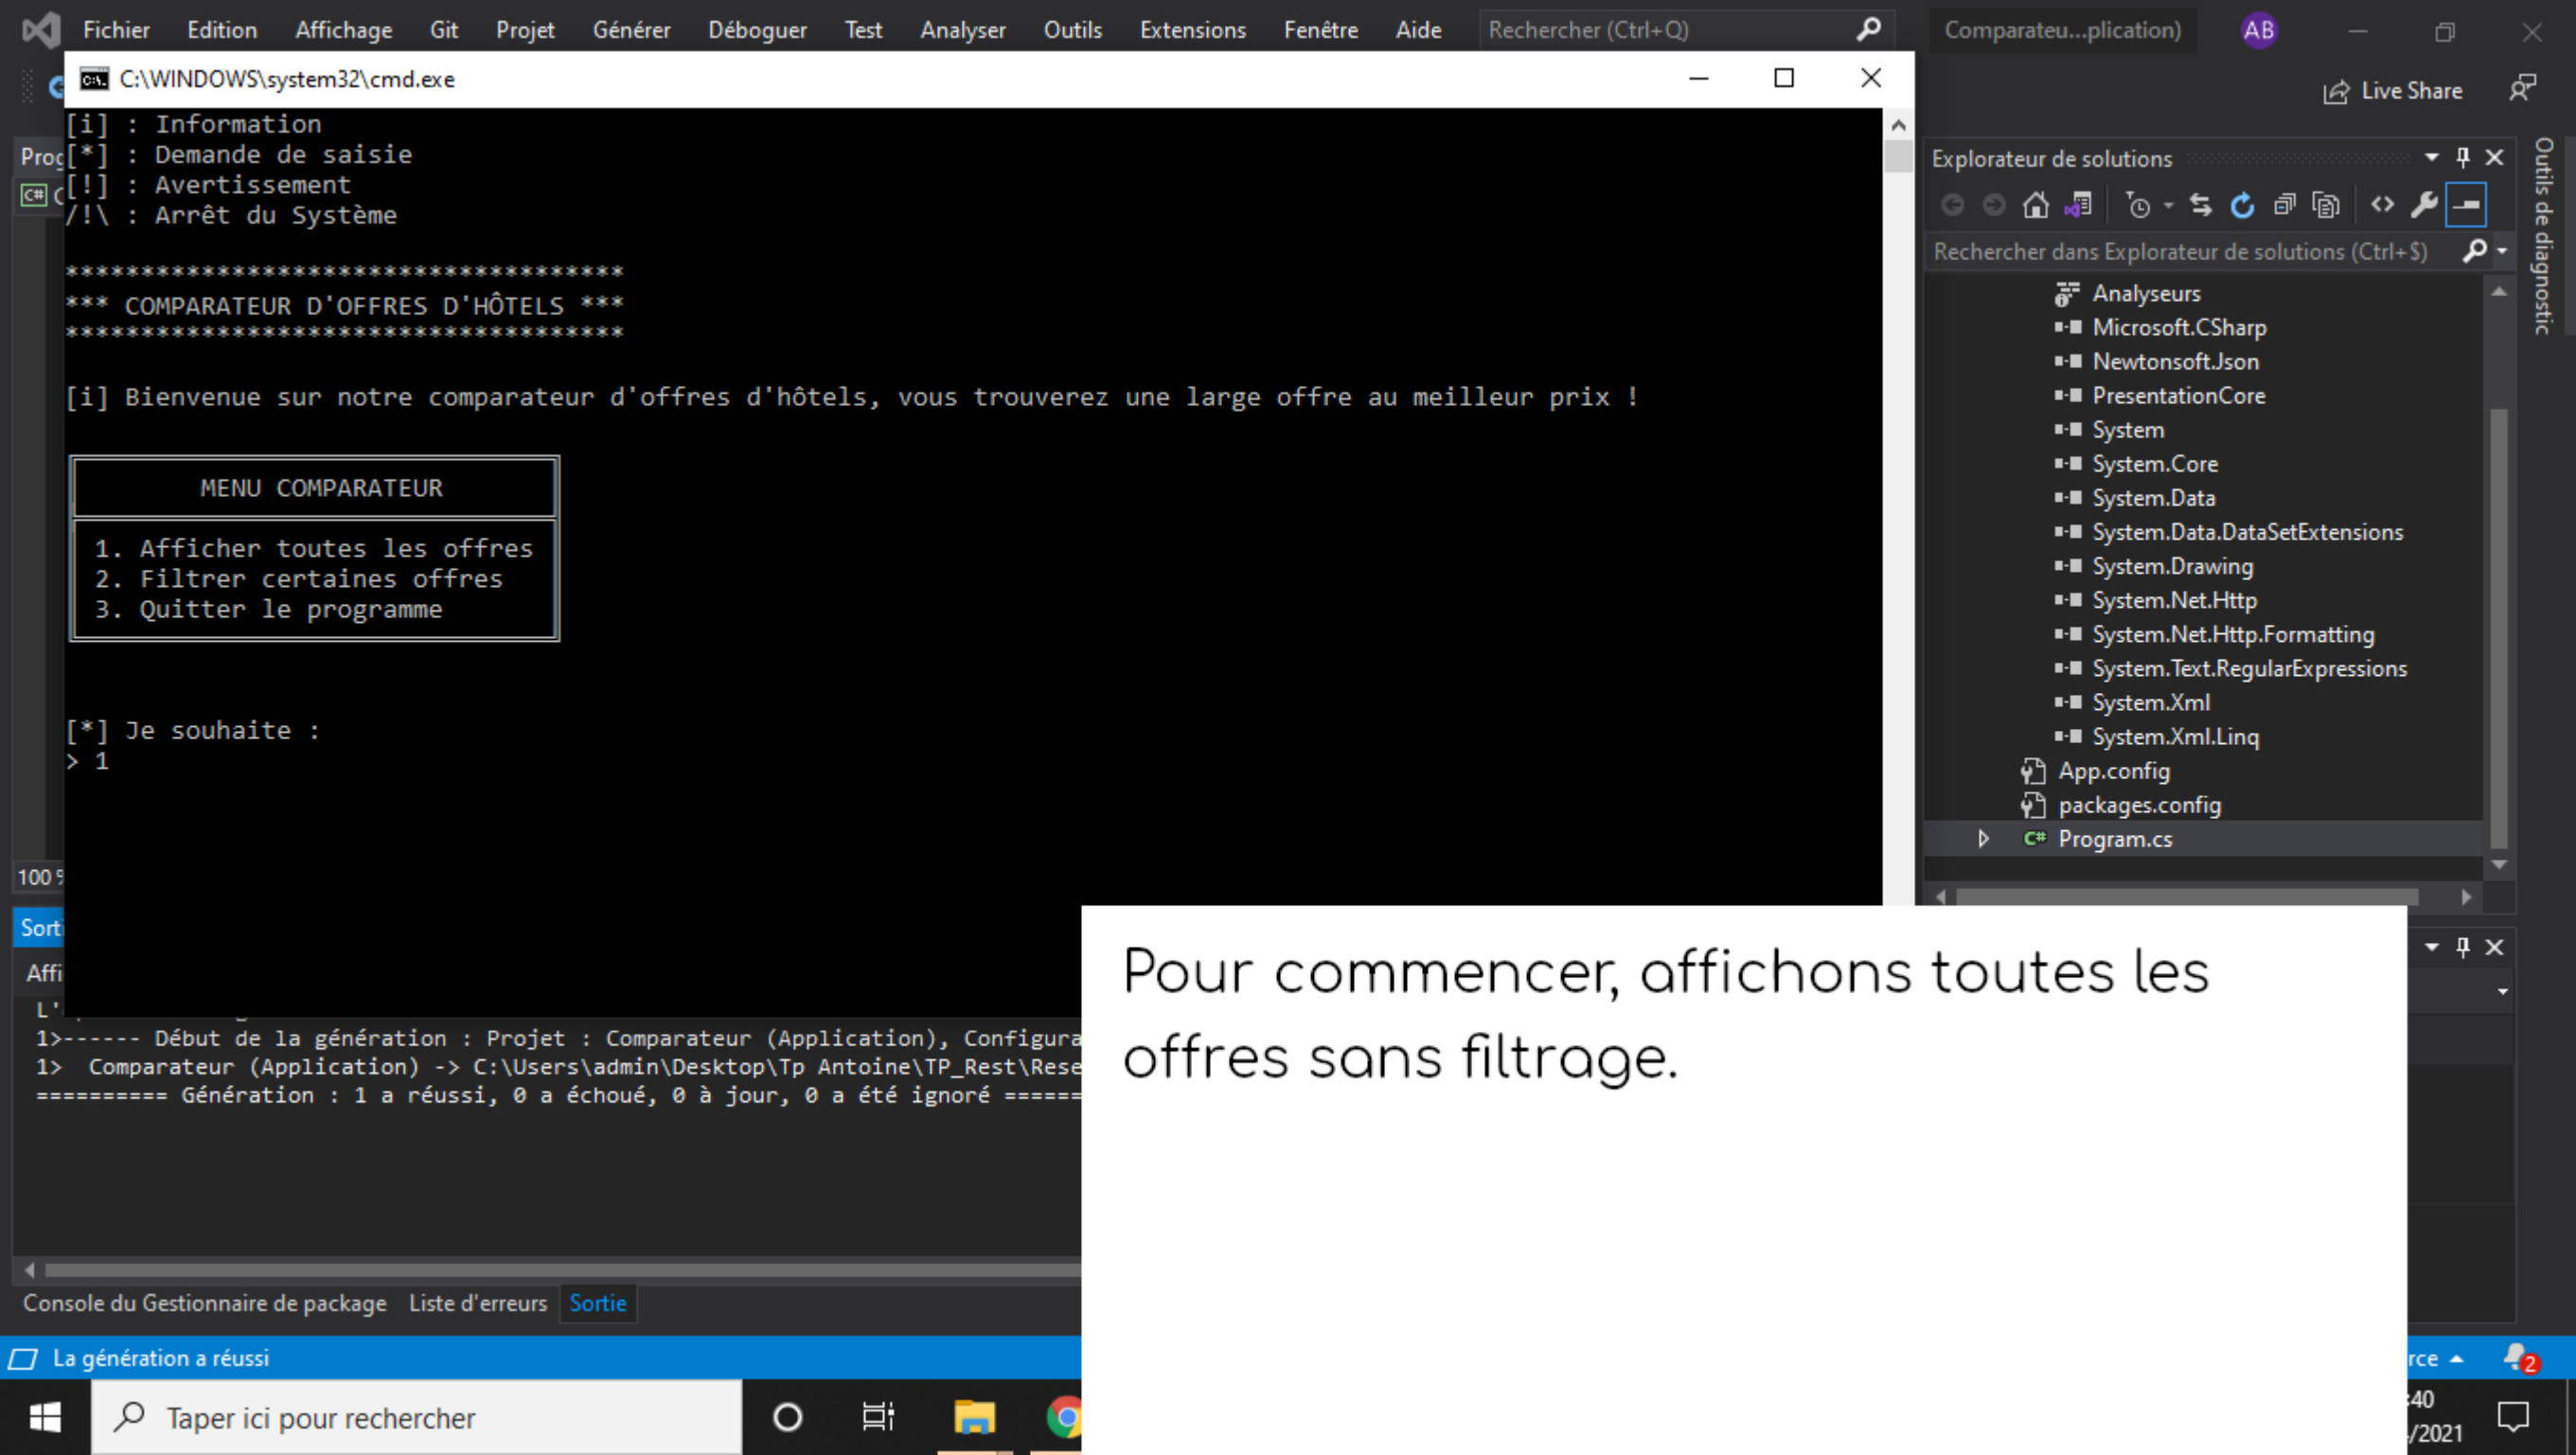 Fichier Edition Affichage Git Projet Générer Déboguer Test Analyser Outils Extensions Fenêtre Aide Rechercher (Ctrl+Q) Comparateu...plication) AB
C:\WINDOWS\system32\cmd.exe
Live Share
[i] : Information
[*] : Demande de saisie
[!] : Avertissement
/!\ : Arrêt du Système
*************************************
*** COMPARATEUR D'OFFRES D'HÔTELS ***
*************************************
[i] Bienvenue sur notre comparateur d'offres d'hôtels, vous trouverez une large offre au meilleur prix !
MENU COMPARATEUR
1. Afficher toutes les offres
2. Filtrer certaines offres
3. Quitter le programme
[*] Je souhaite :
> 1
Explorateur de solutions
Rechercher dans Explorateur de solutions (Ctrl+$)
Analyseurs
Microsoft.CSharp
Newtonsoft.Json
PresentationCore
System
System.Core
System.Data
System.Data.DataSetExtensions
System.Drawing
System.Net.Http
System.Net.Http.Formatting
System.Text.RegularExpressions
System.Xml
System.Xml.Linq
App.config
packages.config
C# Program.cs
Outils de diagnostic
100 %
Sort
Affi
1>------ Début de la génération : Projet : Comparateur (Application), Configura
1>  Comparateur (Application) -> C:\Users\admin\Desktop\Tp Antoine\TP_Rest\Rese
========== Génération : 1 a réussi, 0 a échoué, 0 à jour, 0 a été ignoré ======
Pour commencer, affichons toutes les
offres sans filtrage.
Console du Gestionnaire de package Liste d'erreurs Sortie
La génération a réussi
rce
2
Taper ici pour rechercher
:40
/2021